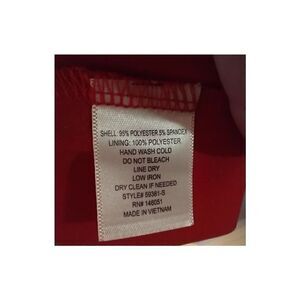 SHELL: 95% POLYESTER 5% SPANDEX
LINING: 100% POLYESTER
HAND WASH COLD
DO NOT BLEACH
LINE DRY
LOW IRON
DRY CLEAN IF NEEDED
STYLE# 59381-S
RN# 148051
MADE IN VIETNAM